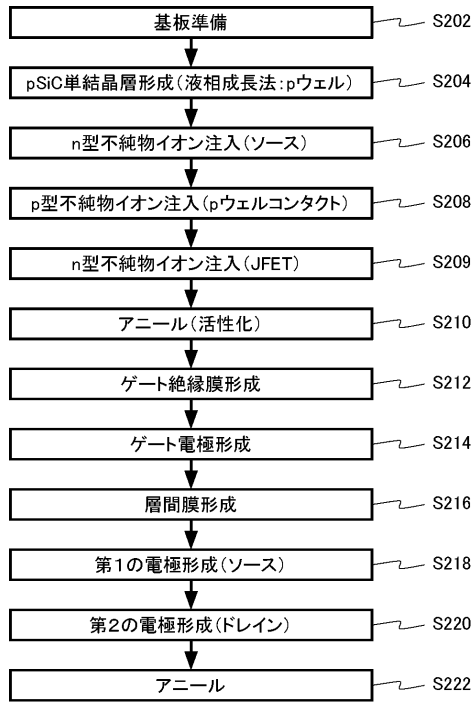 基板準備 S202
pSiC単結晶層形成(液相成長法:pウェル) S204
n型不純物イオン注入(ソース) S206
p型不純物イオン注入(pウェルコンタクト) S208
n型不純物イオン注入(JFET) S209
アニール(活性化) S210
ゲート絶縁膜形成 S212
ゲート電極形成 S214
層間膜形成 S216
第1の電極形成(ソース) S218
第2の電極形成(ドレイン) S220
アニール S222